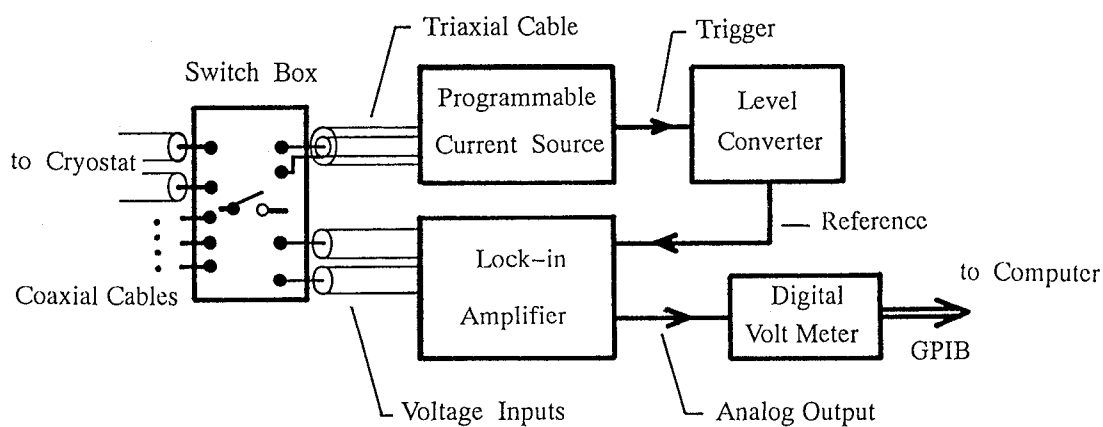 Triaxial Cable
Trigger
Switch Box
Programmable
Current Source
Level
Converter
to Cryostat
Reference
Lock-in
Amplifier
to Computer
Coaxial Cables
Digital
Volt Meter
GPIB
Voltage Inputs
Analog Output